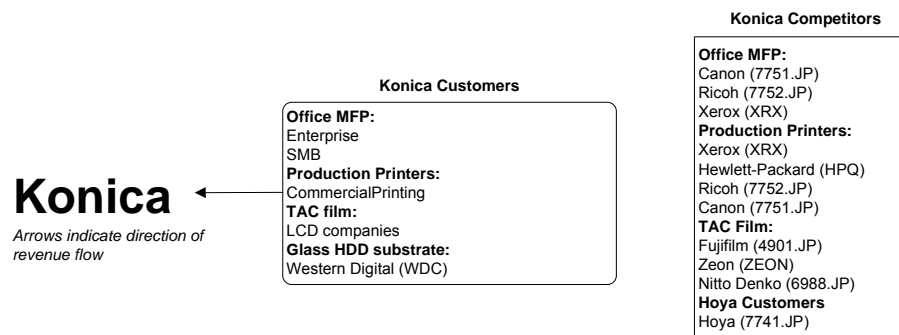 Konica Competitors
Office MFP:
Canon (7751.JP)
Ricoh (7752.JP)
Xerox (XRX)
Production Printers:
Xerox (XRX)
Hewlett-Packard (HPQ)
Ricoh (7752.JP)
Canon (7751.JP)
TAC Film:
Fujifilm (4901.JP)
Zeon (ZEON)
Nitto Denko (6988.JP)
Hoya Customers
Hoya (7741.JP)
Konica Customers
Office MFP:
Enterprise
SMB
Production Printers:
CommercialPrinting
TAC film:
LCD companies
Glass HDD substrate:
Western Digital (WDC)
Konica
Arrows indicate direction of
revenue flow